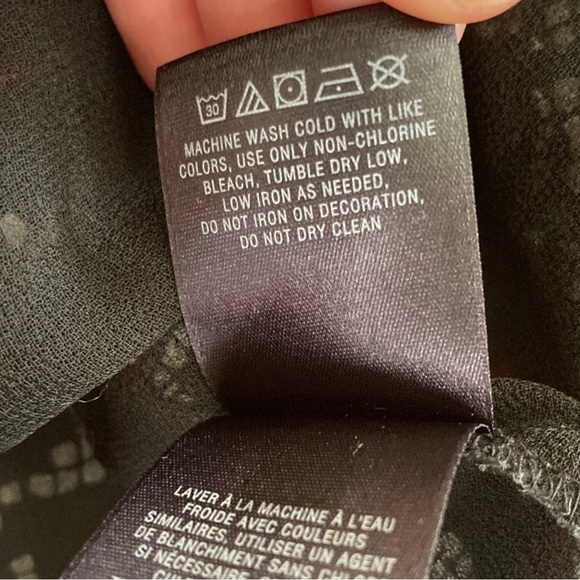 30
MACHINE WASH COLD WITH LIKE
COLORS, USE ONLY NON-CHLORINE
BLEACH, TUMBLE DRY LOW,
LOW IRON AS NEEDED,
DO NOT IRON ON DECORATION,
DO NOT DRY CLEAN
LAVER À LA MACHINE À L'EAU
FROIDE AVEC COULEURS
SIMILAIRES. UTILISER UN AGENT
DE BLANCHIMENT SANS CHLORE
SI NÉCESSAIRE.